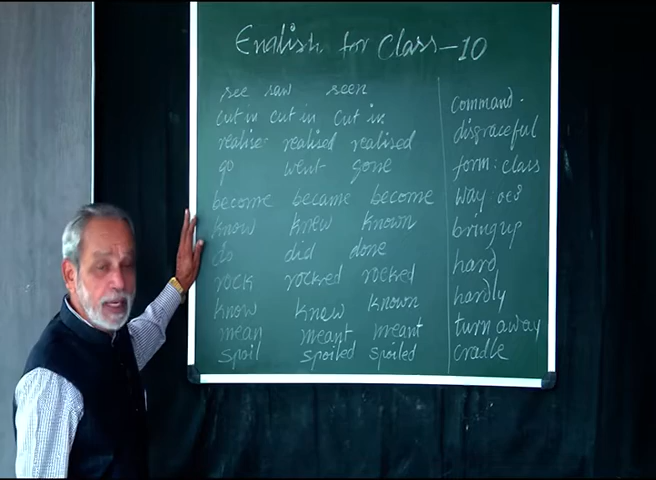 English for Class-10
see saw seen
cut in cut in cut in
realise realised realised
go went gone
become became become
know knew known
do did done
rock rocked rocked
know knew known
mean meant meant
spoil spoiled spoiled
command.
disgraceful
form: class
way
bring up
hard
hardly
turn away
cradle